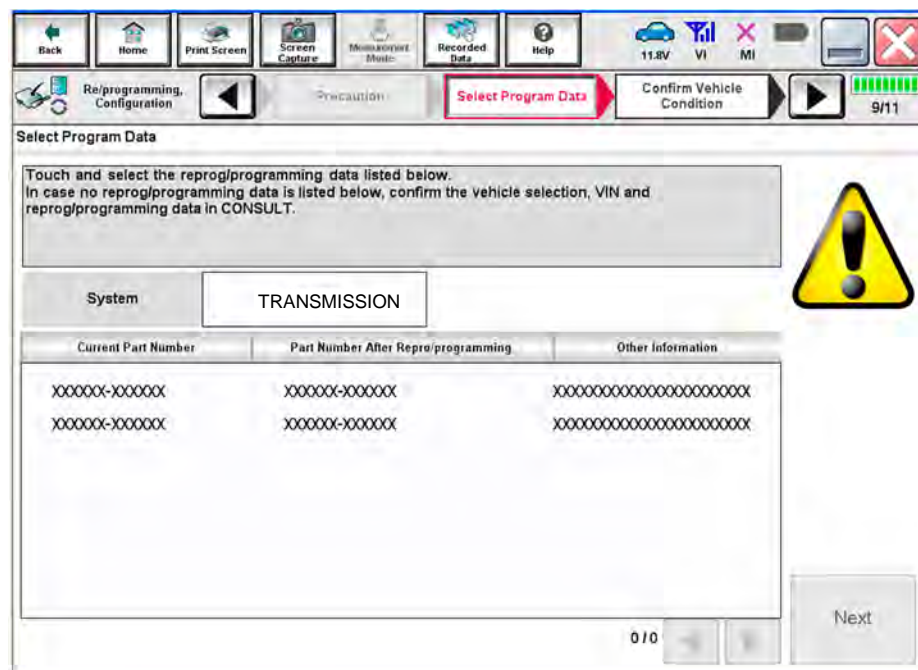 Back
Home
Print Screen
Screen Capture
Measurement Mode
Recorded Data
Help
11.8V
VI
MI
Re/programming, Configuration
Precaution
Select Program Data
Confirm Vehicle Condition
9/11
Select Program Data
Touch and select the reprog/programming data listed below.
In case no reprog/programming data is listed below, confirm the vehicle selection, VIN and
reprog/programming data in CONSULT.
System
TRANSMISSION
Current Part Number
Part Number After Repro/programming
Other Information
XXXXXX-XXXXXX XXXXXX-XXXXXX XXXXXXXXXXXXXXXXXXXXXX
XXXXXX-XXXXXX XXXXXX-XXXXXX XXXXXXXXXXXXXXXXXXXXXX
0/0
Next